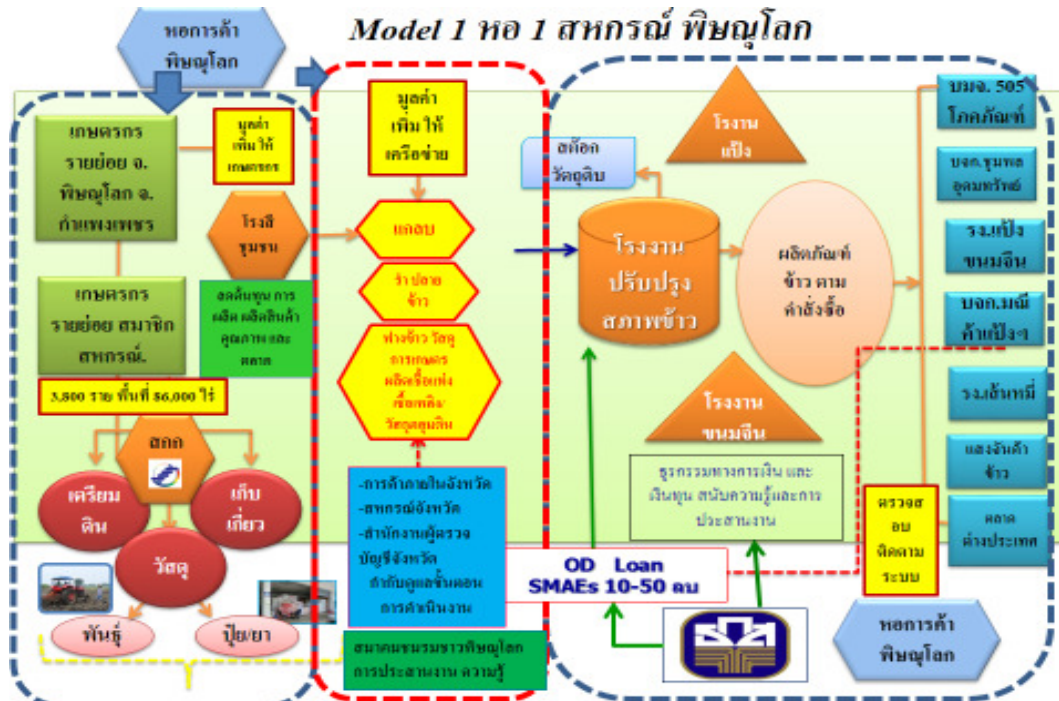 Model 1 หอ 1 สหกรณ์ พิษณุโลก
หอการค้า
พิษณุโลก
เกษตรกร
รายย่อย จ.
พิษณุโลก จ.
กำแพงเพชร
มูลค่า
เพิ่ม ให้
เกษตรกร
โรงสี
ชุมชน
เกษตรกร
รายย่อย สมาชิก
สหกรณ์.
ลดต้นทุน การ
ผลิต ผลิตสินค้า
คุณภาพ และ
ตลาด
3,800 ราย พื้นที่ 86,000 ไร่
สกก
เตรียม
ดิน
เก็บ
เกี่ยว
วัสดุ
พันธุ์
ปุ๋ย/ยา
มูลค่า
เพิ่ม ให้
เครือข่าย
แกลบ
รำ ปลาย
ข้าว
ฟางข้าว วัสดุ
การเกษตร
ผลิตเชื้อแท่ง
เชื้อเพลิง/
วัสดุคลุมดิน
-การค้าภายในจังหวัด
-สหกรณ์จังหวัด
-สำนักงานผู้ตรวจ
บัญชีจังหวัด
กำกับดูแลขั้นตอน
การดำเนินงาน
สมาคมชมรมชาวพิษณุโลก
การประสานงาน ความรู้
โรงงาน
แป้ง
สต๊อก
วัตถุดิบ
โรงงาน
ปรับปรุง
สภาพข้าว
ผลิตภัณฑ์
ข้าว ตาม
คำสั่งซื้อ
โรงงาน
ขนมจีน
ธุรกรรมทางการเงิน และ
เงินทุน สนับความรู้และการ
ประสานงาน
OD Loan
SMAEs 10-50 ลบ
บมจ. 505
โภคภัณฑ์
บจก.ชุมพล
อุดมทรัพย์
รง.แป้ง
ขนมจีน
บจก.มณี
ค้าแป้งฯ
รง.เส้นหมี่
แสงจันค้า
ข้าว
ตลาด
ต่างประเทศ
ตรวจส
อบ
ติดตาม
ระบบ
หอการค้า
พิษณุโลก